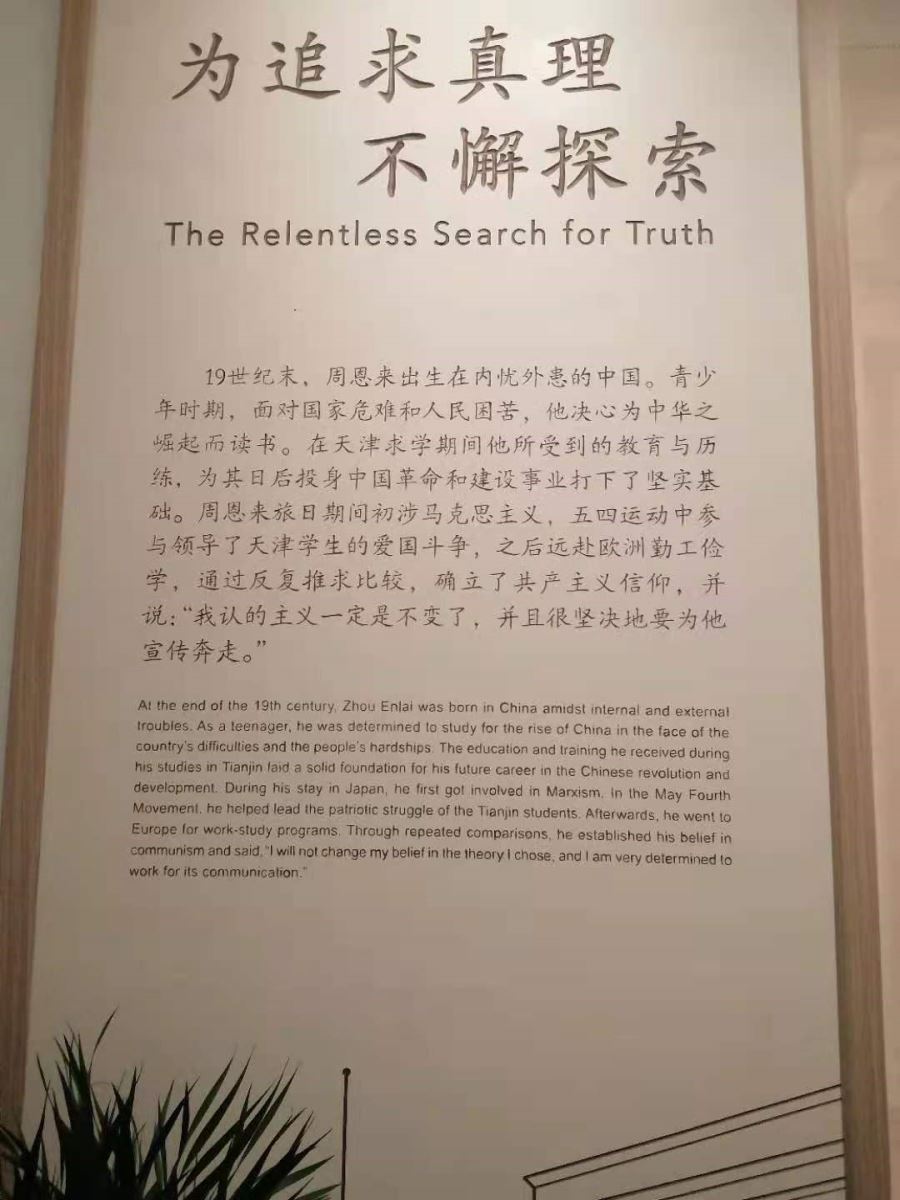 为追求真理
不懈探索
The Relentless Search for Truth
19世纪末，周恩来出生在内忧外患的中国。青少
年时期，面对国家危难和人民困苦，他决心为中华之
崛起而读书。在天津求学期间他所受到的教育与历
练，为其日后投身中国革命和建设事业打下了坚实基
础。周恩来旅日期间初涉马克思主义，五四运动中参
与领导了天津学生的爱国斗争，之后远赴欧洲勤工俭
学，通过反复推求比较，确立了共产主义信仰，并
说：“我认的主义一定是不变了，并且很坚决地要为他
宣传奔走。”
At the end of the 19th century, Zhou Enlai was born in China amidst internal and external
troubles. As a teenager, he was determined to study for the rise of China in the face of the
country's difficulties and the people's hardships. The education and training he received during
his studies in Tianjin laid a solid foundation for his future career in the Chinese revolution and
development. During his stay in Japan, he first got involved in Marxism. In the May Fourth
Movement, he helped lead the patriotic struggle of the Tianjin students. Afterwards, he went to
Europe for work-study programs. Through repeated comparisons, he established his belief in
communism and said, "I will not change my belief in the theory I chose, and I am very determined to
work for its communication."